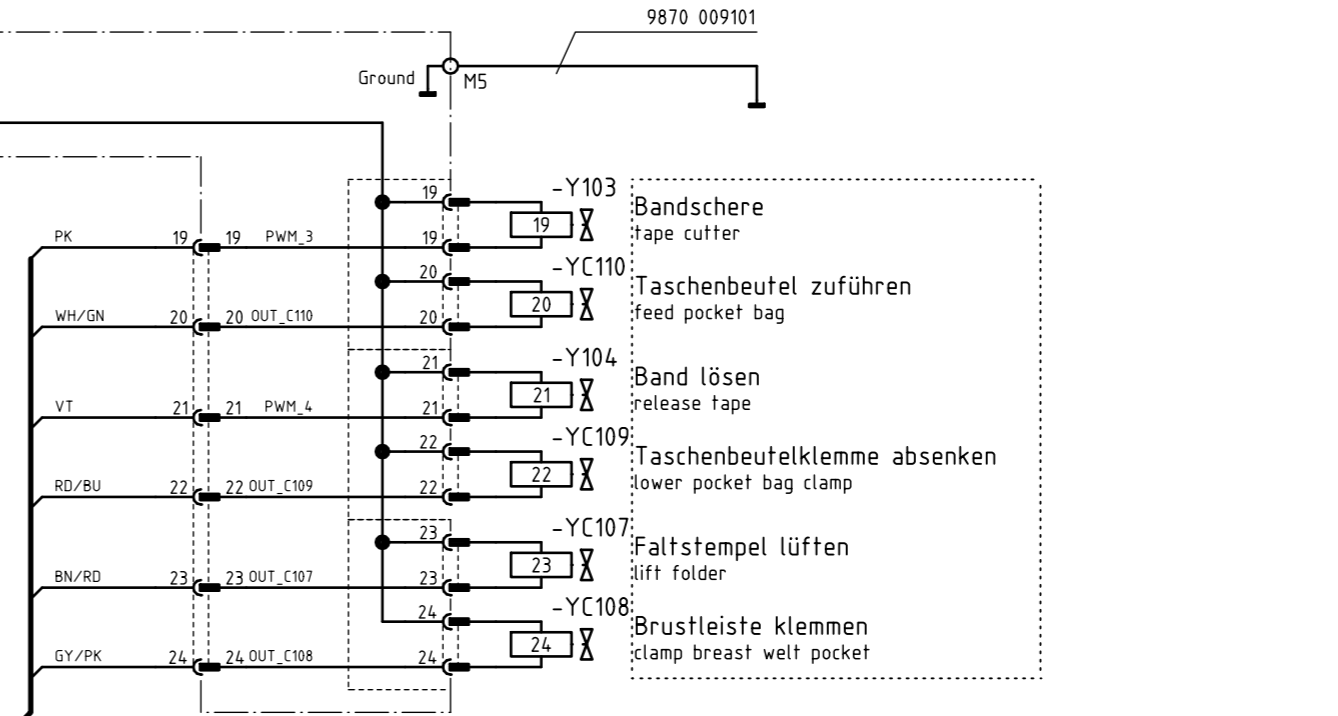 9870 009101
Ground
M5
19
-Y103
19
Bandschere
tape cutter
PK
19
19
PWM_3
19
20
-YC110
20
Taschenbeutel zuführen
feed pocket bag
WH/GN
20
20
OUT_C110
20
21
-Y104
21
Band lösen
release tape
VT
21
21
PWM_4
21
22
-YC109
22
Taschenbeutelklemme absenken
lower pocket bag clamp
RD/BU
22
22
OUT_C109
22
23
-YC107
23
Faltstempel lüften
lift folder
BN/RD
23
23
OUT_C107
23
24
-YC108
24
Brustleiste klemmen
clamp breast welt pocket
GY/PK
24
24
OUT_C108
24